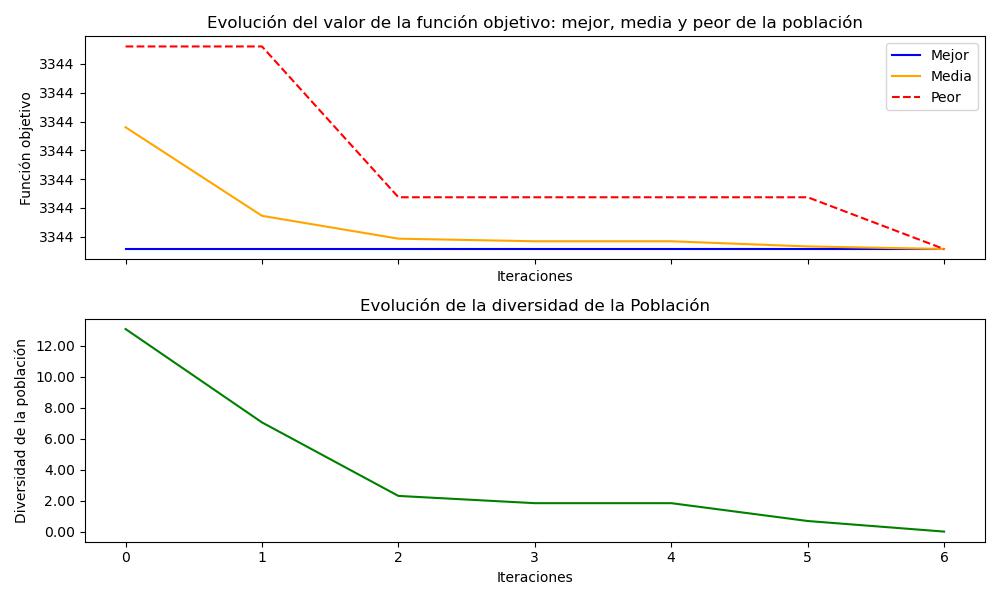 Evolución del valor de la función objetivo: mejor, media y peor de la población
Función objetivo
3344
3344
3344
3344
3344
3344
3344
Mejor
Media
Peor
Iteraciones
Evolución de la diversidad de la Población
Diversidad de la población
12.00
10.00
8.00
6.00
4.00
2.00
0.00
0 1 2 3 4 5 6
Iteraciones